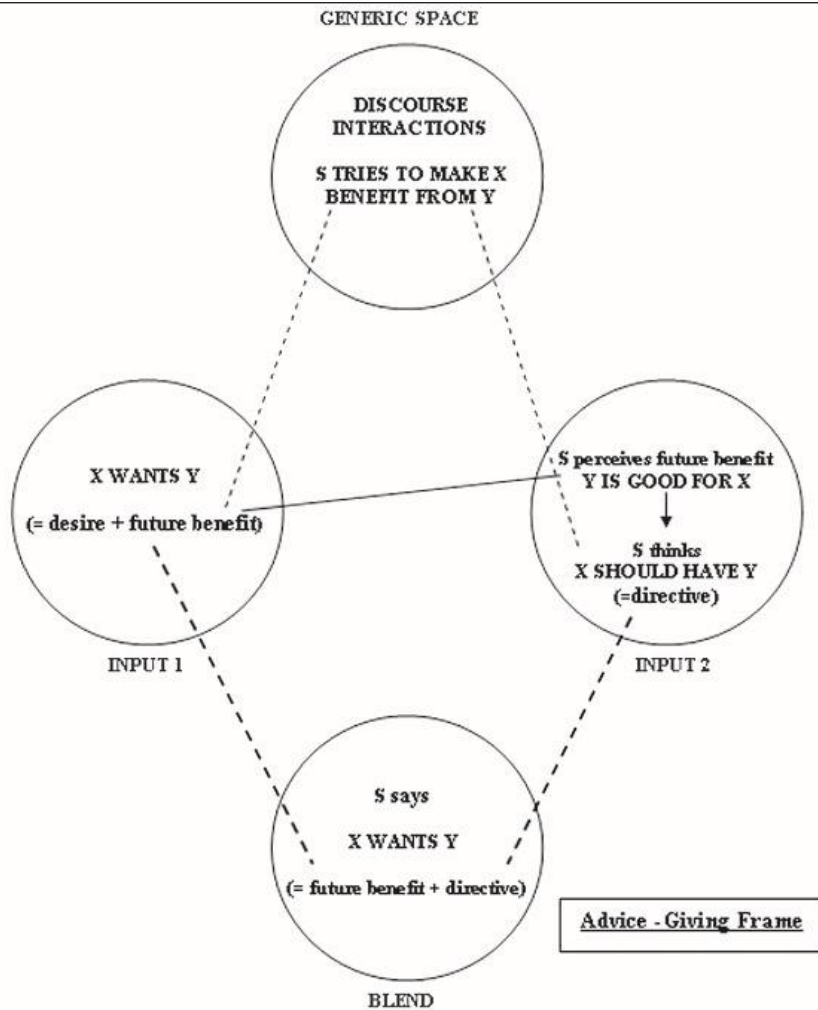 GENERIC SPACE
DISCOURSE
INTERACTIONS
S TRIES TO MAKE X
BENEFIT FROM Y
X WANTS Y
(= desire + future benefit)
INPUT 1
S perceives future benefit
Y IS GOOD FOR X
S thinks
X SHOULD HAVE Y
(=directive)
INPUT 2
S says
X WANTS Y
(= future benefit + directive)
BLEND
Advice - Giving Frame